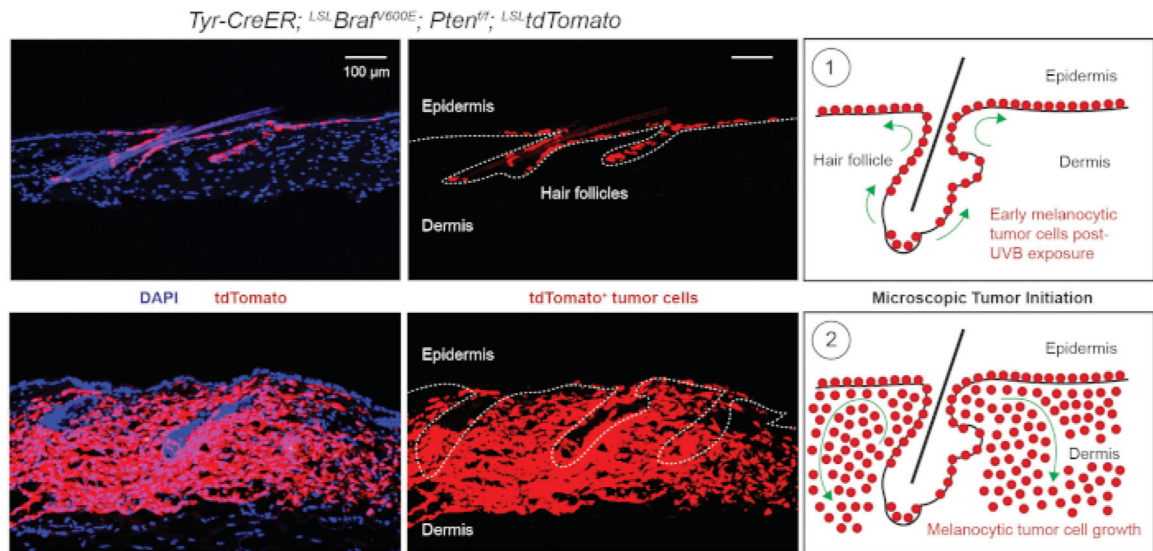 Tyr-CreER; LSLBrafV600E; Ptenf/f; LSLtdTomato
100 µm
Epidermis
Hair follicles
Dermis
1
Epidermis
Hair follicle
Dermis
Early melanocytic
tumor cells post-
UVB exposure
DAPI tdTomato
tdTomato+ tumor cells
Microscopic Tumor Initiation
Epidermis
Dermis
2
Epidermis
Dermis
Melanocytic tumor cell growth